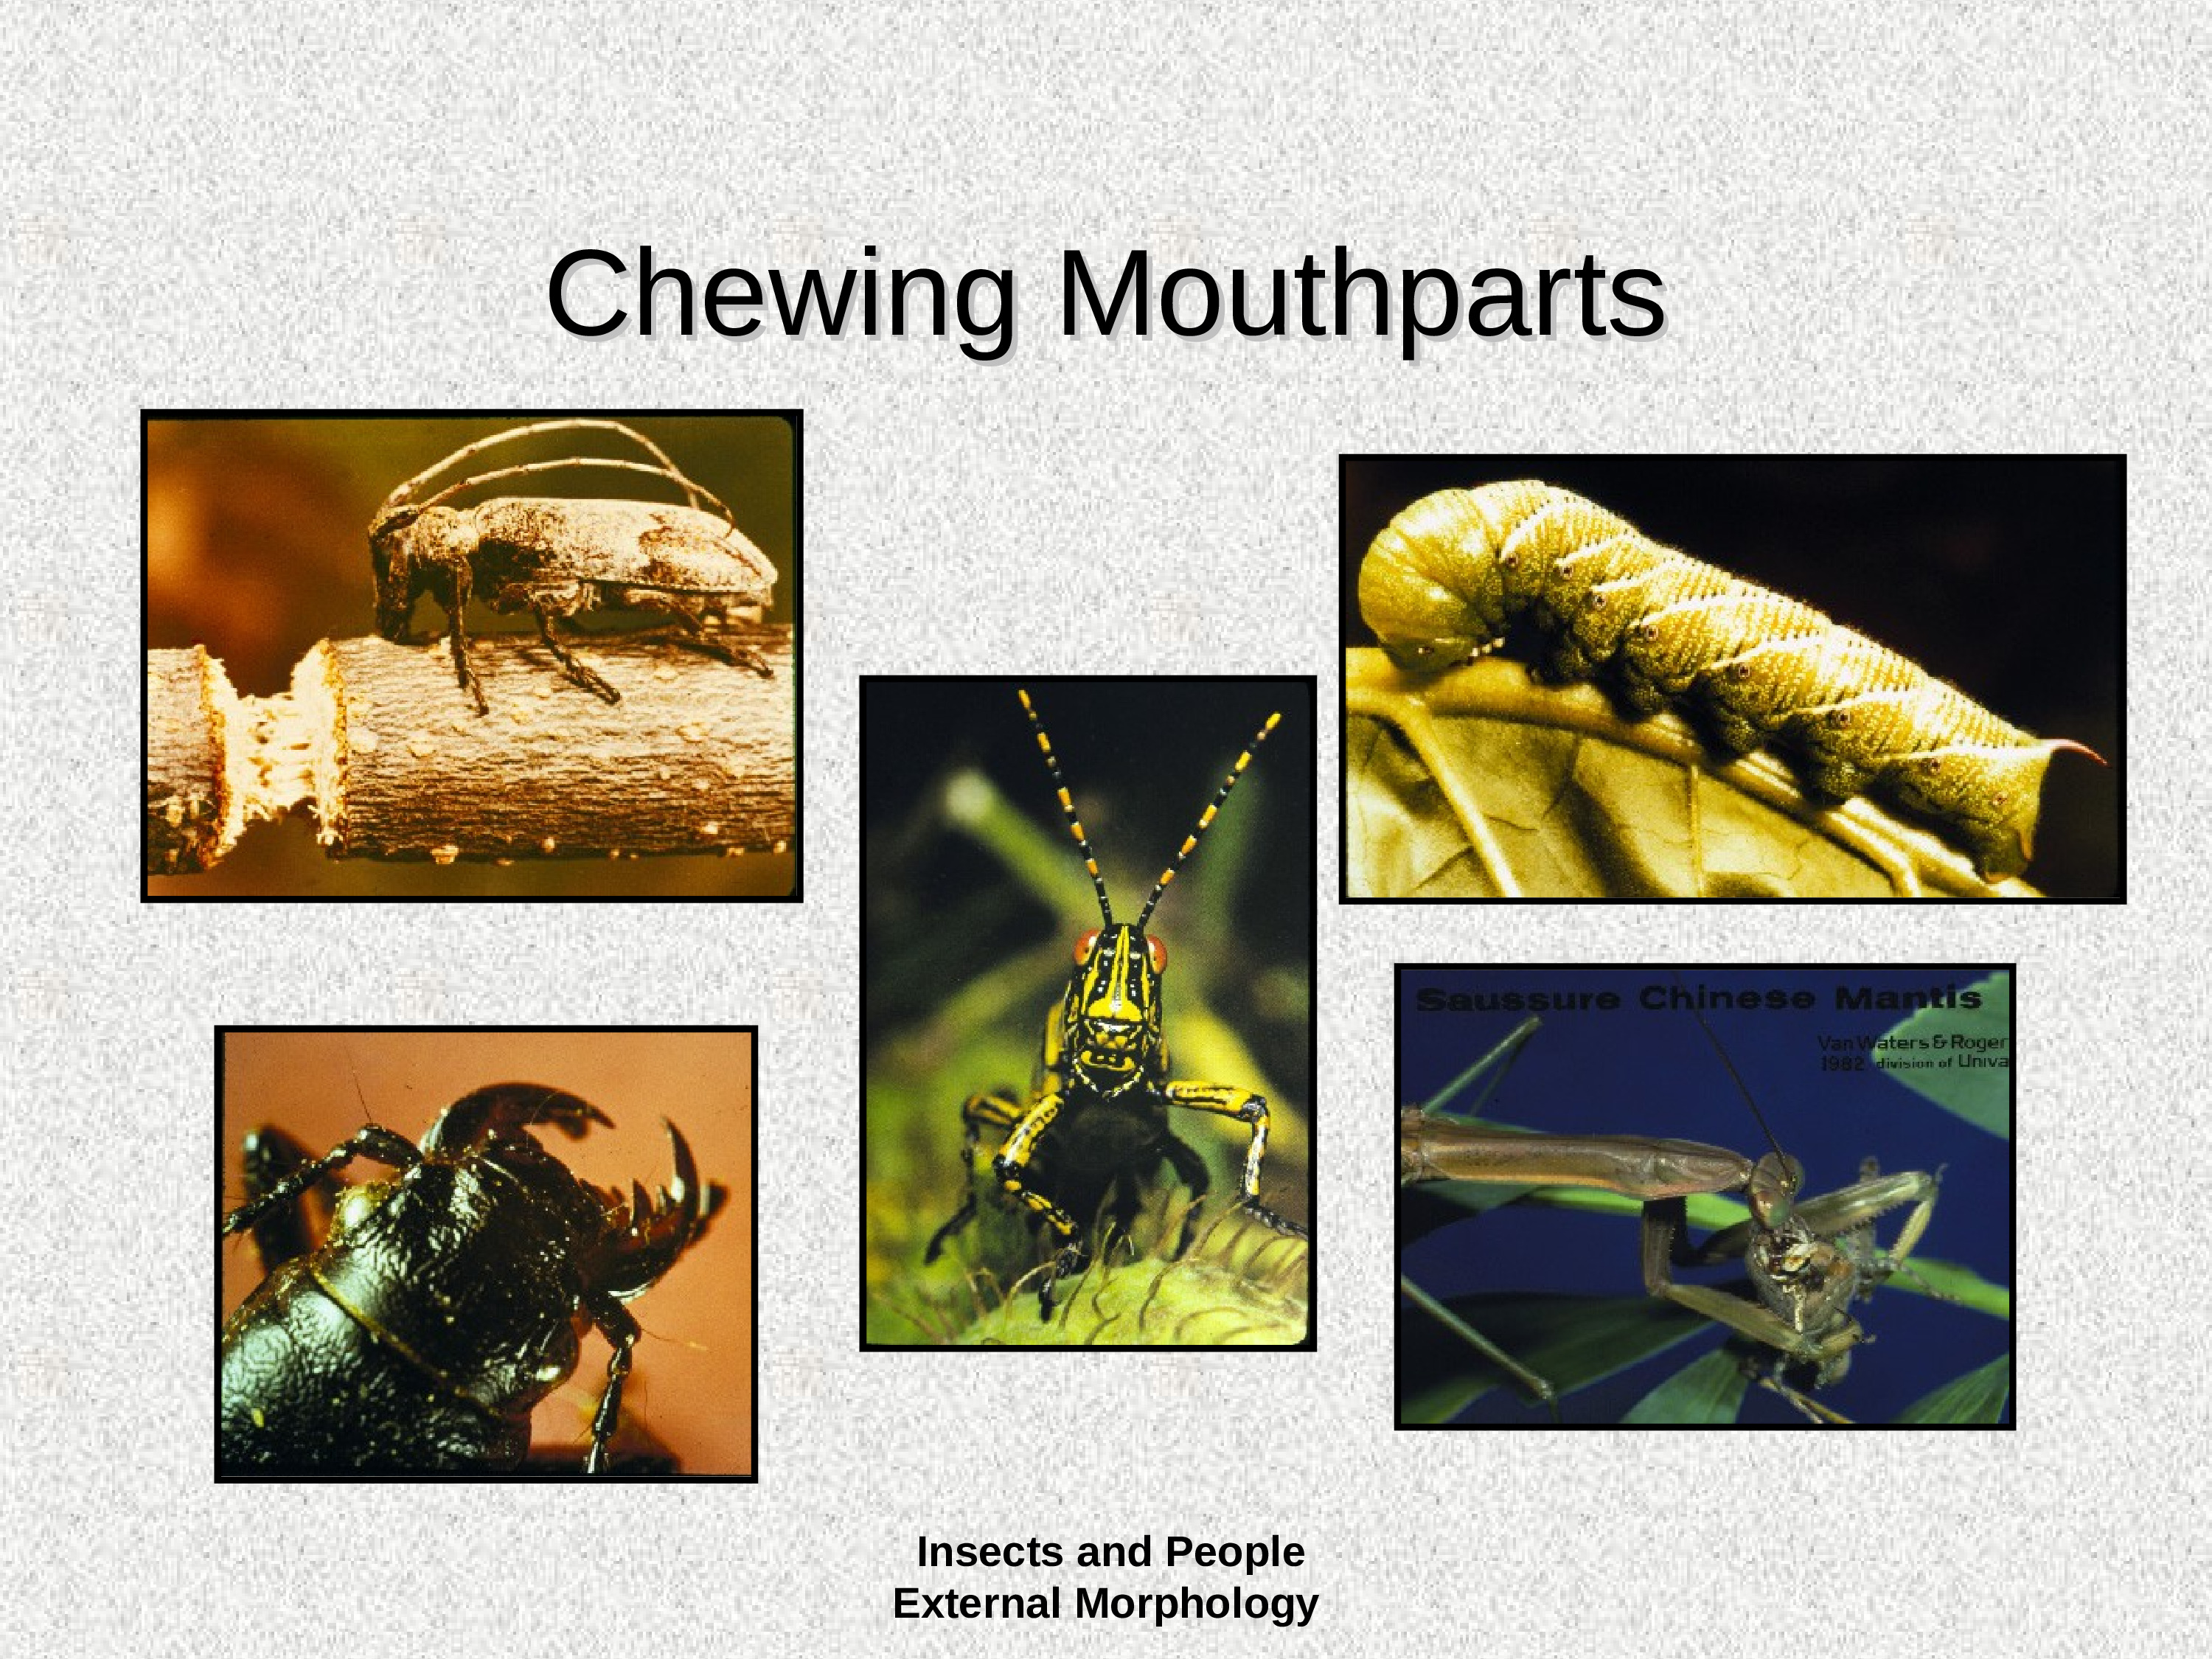 Chewing Mouthparts
Saussure Chinese Mantis
Van Waters & Roger
1982 division of Univa
Insects and People
External Morphology